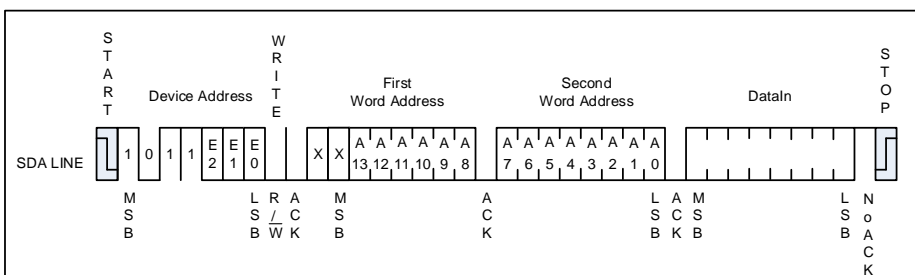 START
WRITE
STOP
Device Address
First
Word Address
Second
Word Address
DataIn
SDA LINE
1 0 1 1 E2 E1 E0 X X A13 A12 A11 A10 A9 A8 A7 A6 A5 A4 A3 A2 A1 A0
MSB
LSB
R/W
ACK
MSB
ACK
LSB
ACK
MSB
LSB
NoACK